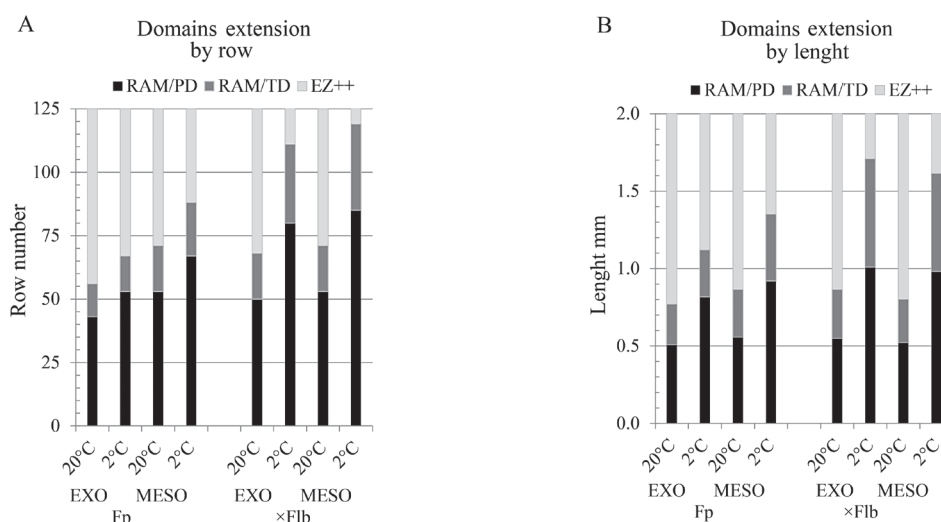 A
Domains extension
by row
RAM/PD RAM/TD EZ++
125
100
75
50
25
0
Row number
20°C 2°C 20°C 2°C 20°C 2°C 20°C 2°C
EXO MESO EXO MESO
Fp ×Flb
B
Domains extension
by lenght
RAM/PD RAM/TD EZ++
2.0
1.5
1.0
0.5
0.0
Lenght mm
20°C 2°C 20°C 2°C 20°C 2°C 20°C 2°C
EXO MESO EXO MESO
Fp ×Flb